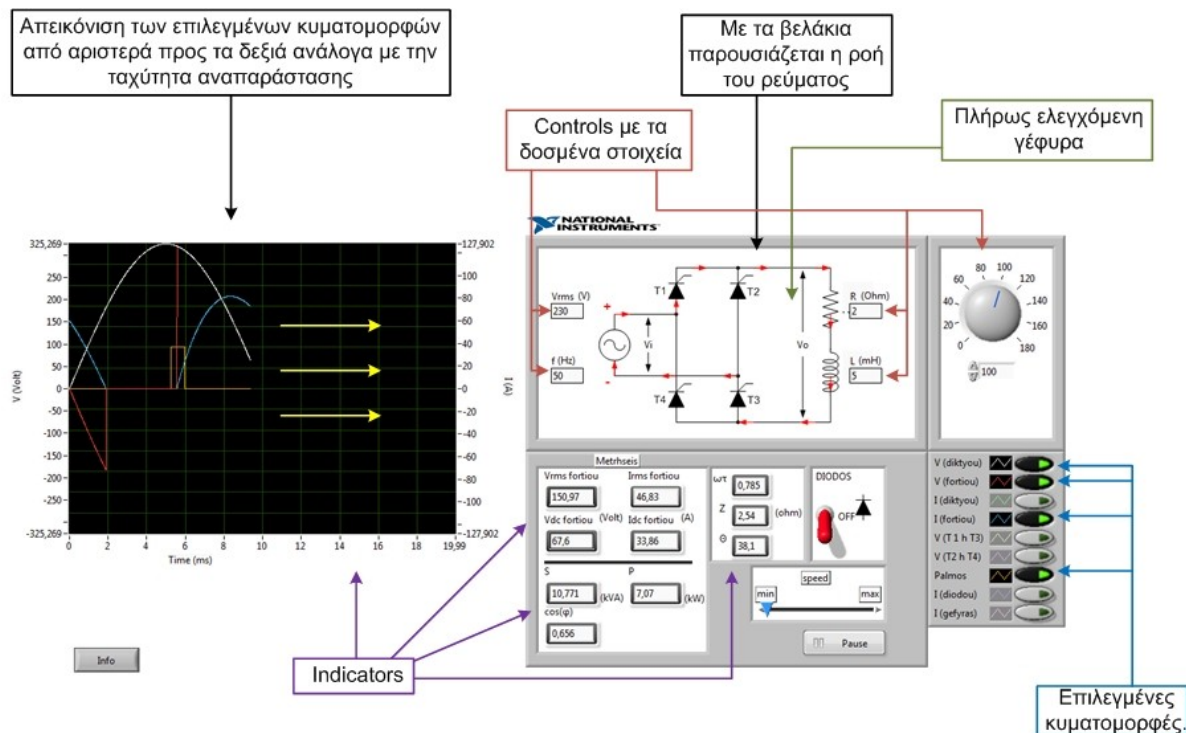 Απεικόνιση των επιλεγμένων κυματομορφών
από αριστερά προς τα δεξιά ανάλογα με την
ταχύτητα αναπαράστασης
Με τα βελάκια
παρουσιάζεται η ροή
του ρεύματος
Controls με τα
δοσμένα στοιχεία
Πλήρως ελεγχόμενη
γέφυρα
NATIONAL
INSTRUMENTS
325,269
250
200
150
100
50
0
-50
-100
-150
-200
-250
-325,269
V (Volt)
127,902
100
80
60
40
20
0
-20
-40
-60
-80
-100
-127,902
I (A)
0 2 4 6 8 10 12 14 16 19,99
Time (ms)
Vrms (V)
230
f (Hz)
50
Vi
T1
T2
T4
T3
Vo
R (Ohm)
2
L (mH)
5
+
-
0 20 40 60 80 100 120 140 160 180
100
Metrhseis
Vrms fortiou
150,97
(Volt)
Irms fortiou
46,83
(A)
Vdc fortiou
67,6
Idc fortiou
33,86
S
10,771
(kVA)
P
7,07
(kW)
cos(φ)
0,656
ωτ
0,785
Z
2,54
(ohm)
Θ
38,1
DIODOS
OFF
speed
min
max
Pause
V (diktyou)
V (fortiou)
I (diktyou)
I (fortiou)
V (T 1 h T3)
V (T2 h T4)
Palmos
I (diodou)
I (gefyras)
Info
Indicators
Επιλεγμένες
κυματομορφές.